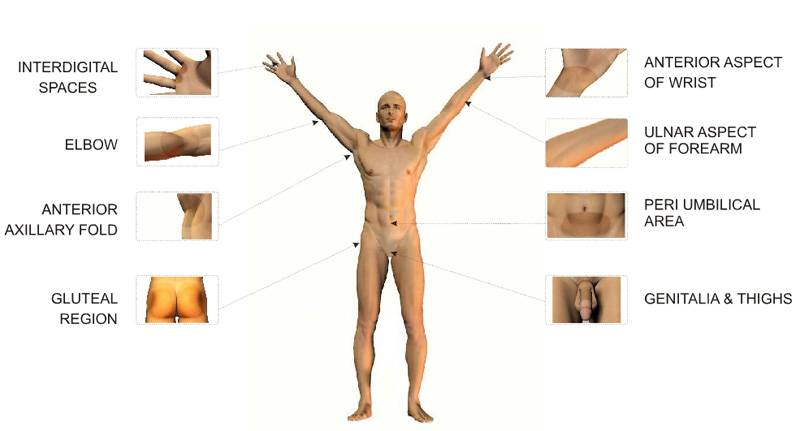 INTERDIGITAL
SPACES
ELBOW
ANTERIOR
AXILLARY FOLD
GLUTEAL
REGION
ANTERIOR ASPECT
OF WRIST
ULNAR ASPECT
OF FOREARM
PERI UMBILICAL
AREA
GENITALIA & THIGHS